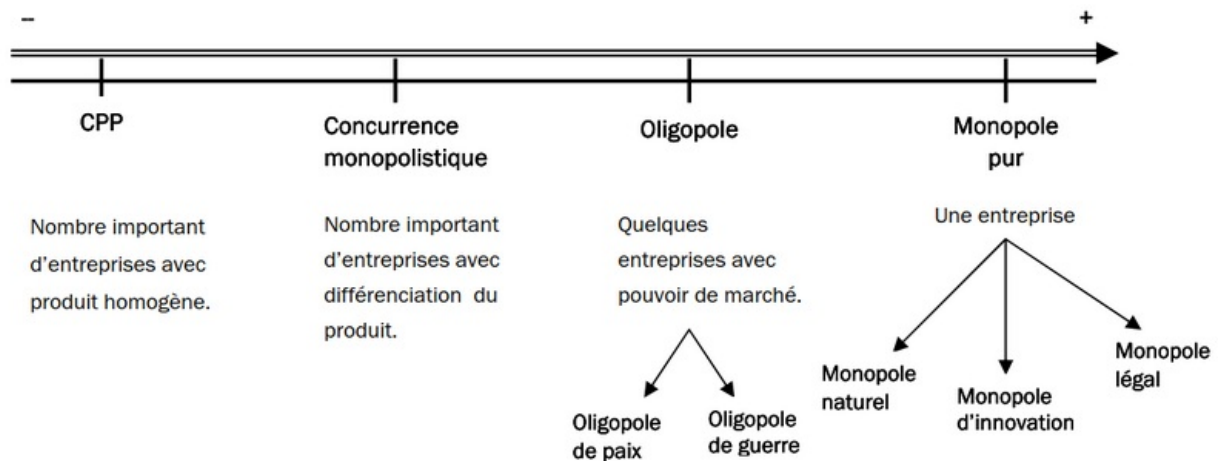 --
+
CPP
Concurrence
monopolistique
Oligopole
Monopole
pur
Nombre important
d'entreprises avec
produit homogène.
Nombre important
d'entreprises avec
différenciation du
produit.
Quelques
entreprises avec
pouvoir de marché.
Une entreprise
Oligopole
de paix
Oligopole
de guerre
Monopole
naturel
Monopole
d'innovation
Monopole
légal